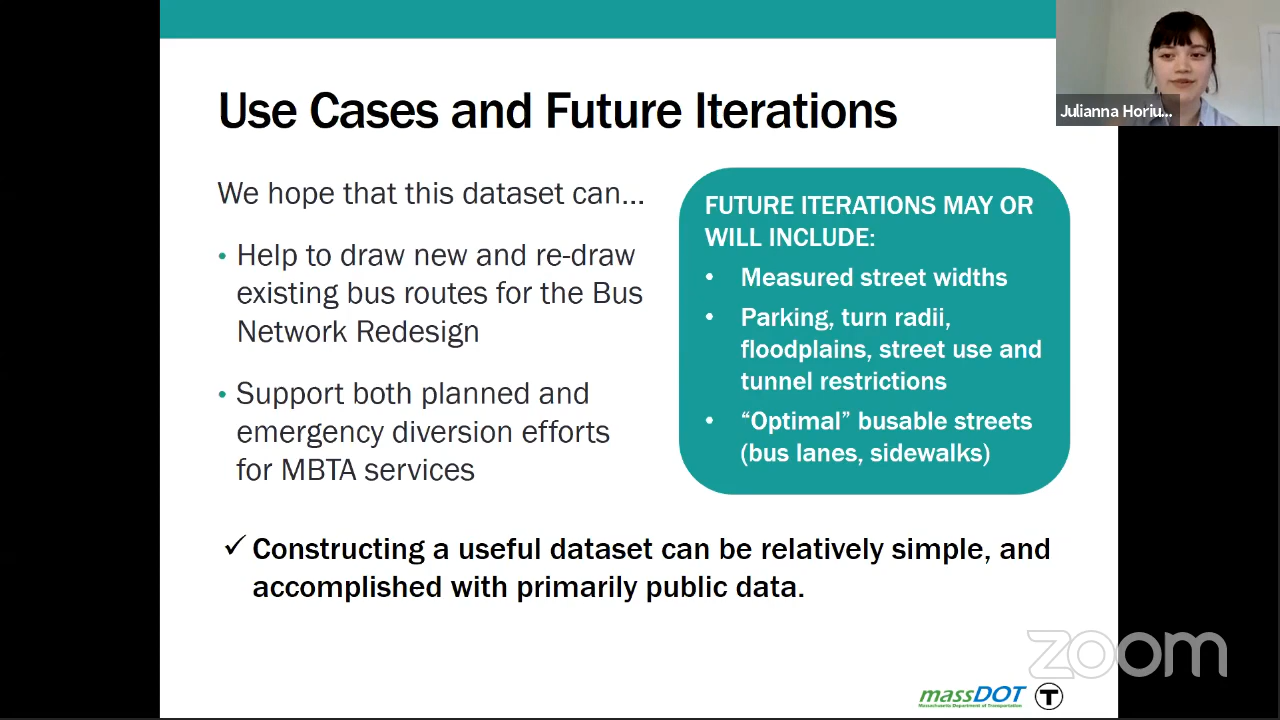 Use Cases and Future Iterations
Julianna Horiu...
We hope that this dataset can...
• Help to draw new and re-draw
existing bus routes for the Bus
Network Redesign
• Support both planned and
emergency diversion efforts
for MBTA services
FUTURE ITERATIONS MAY OR
WILL INCLUDE:
• Measured street widths
• Parking, turn radii,
floodplains, street use and
tunnel restrictions
• “Optimal” busable streets
(bus lanes, sidewalks)
✓ Constructing a useful dataset can be relatively simple, and
accomplished with primarily public data.
zoom
massDOT
Massachusetts Department of Transportation
T